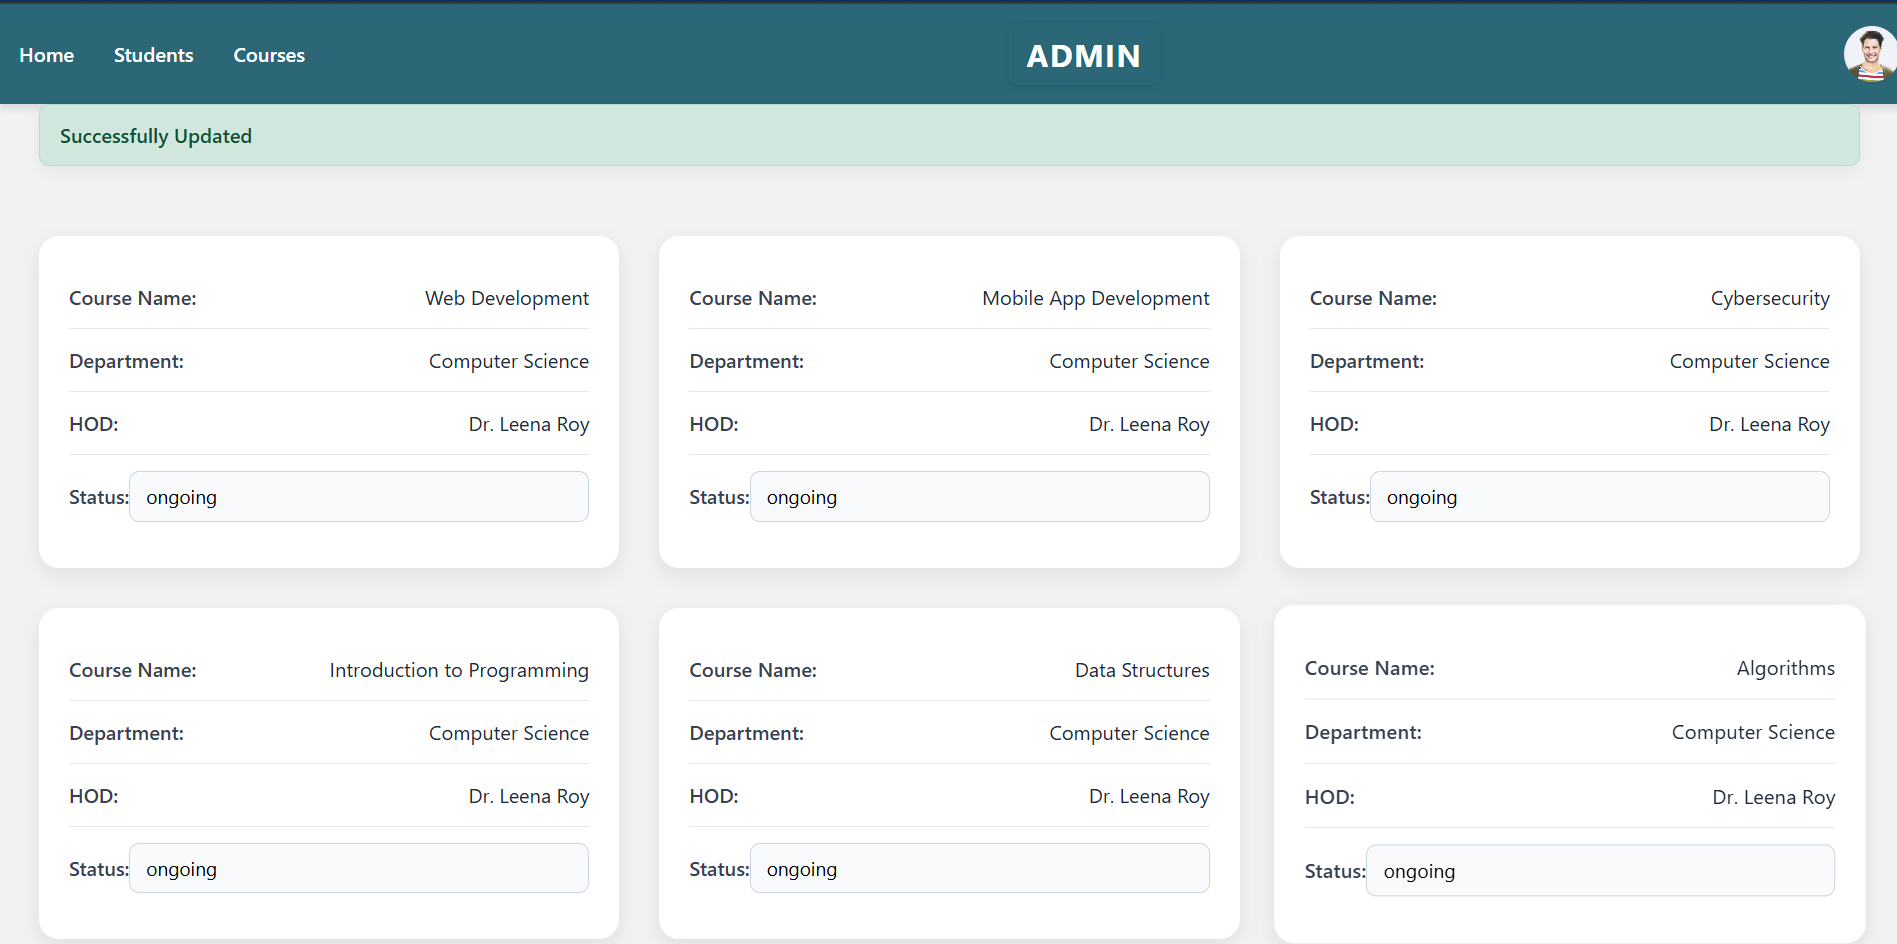 Home Students Courses ADMIN
Successfully Updated
Course Name: Web Development
Department: Computer Science
HOD: Dr. Leena Roy
Status: ongoing
Course Name: Mobile App Development
Department: Computer Science
HOD: Dr. Leena Roy
Status: ongoing
Course Name: Cybersecurity
Department: Computer Science
HOD: Dr. Leena Roy
Status: ongoing
Course Name: Introduction to Programming
Department: Computer Science
HOD: Dr. Leena Roy
Status: ongoing
Course Name: Data Structures
Department: Computer Science
HOD: Dr. Leena Roy
Status: ongoing
Course Name: Algorithms
Department: Computer Science
HOD: Dr. Leena Roy
Status: ongoing